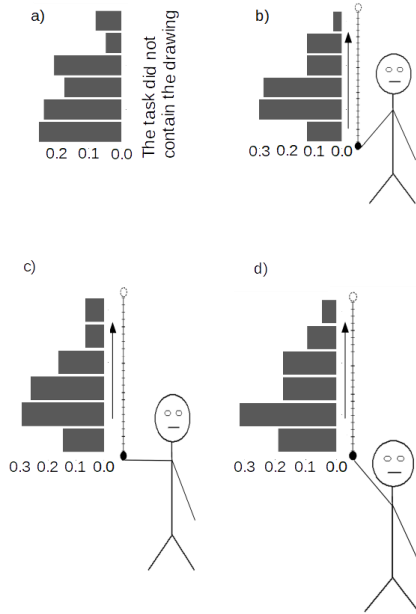 a)
The task did not
contain the drawing
0.2 0.1 0.0
b)
0.3 0.2 0.1 0.0
c)
0.3 0.2 0.1 0.0
d)
0.3 0.2 0.1 0.0